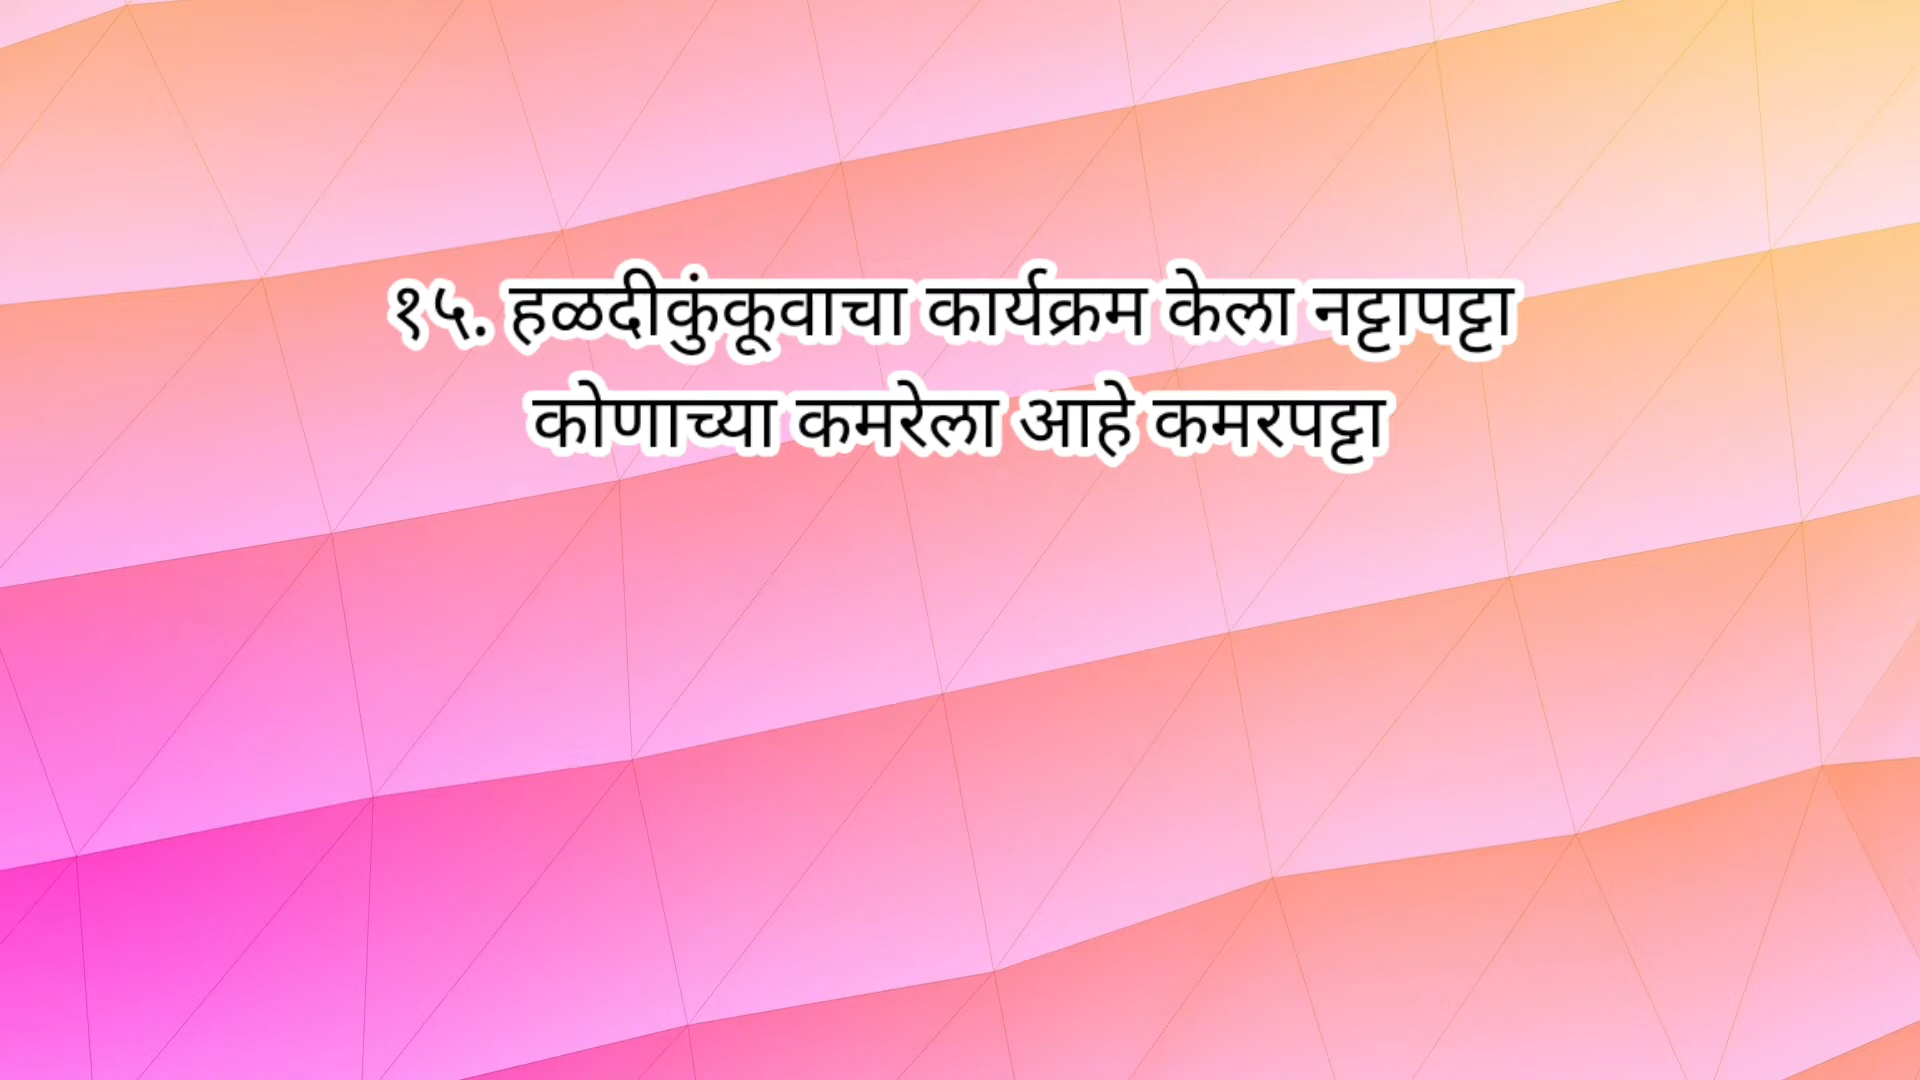 १५. हळदीकुंकूवाचा कार्यक्रम केला नट्टापट्टा
कोणाच्या कमरेला आहे कमरपट्टा